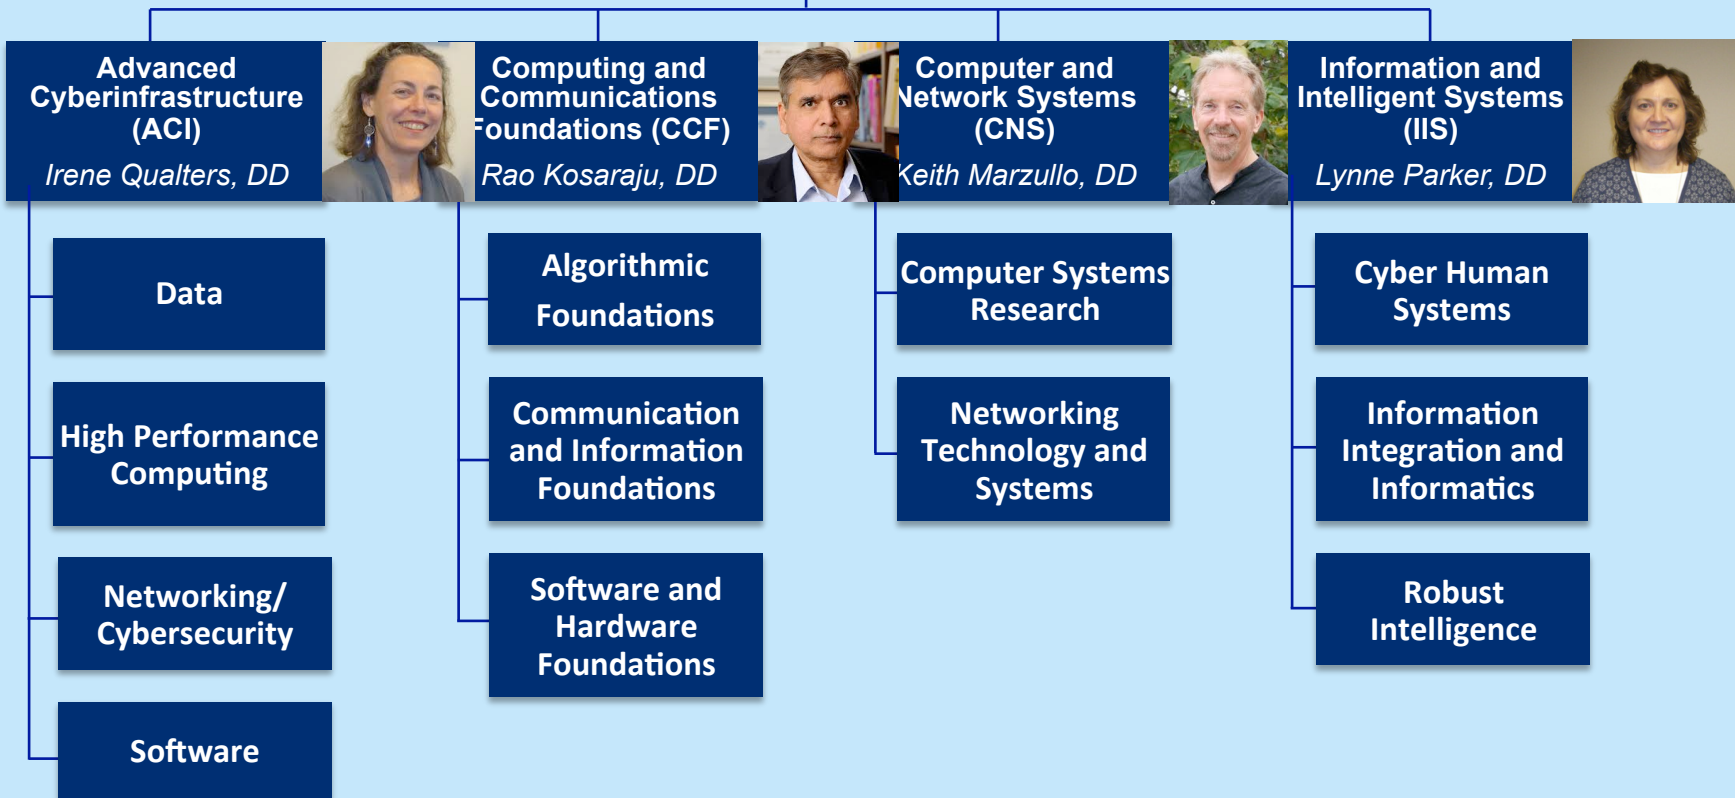 Advanced
Cyberinfrastructure
(ACI)
Irene Qualters, DD
Data
High Performance
Computing
Networking/
Cybersecurity
Software
Computing and
Communications
Foundations (CCF)
Rao Kosaraju, DD
Algorithmic
Foundations
Communication
and Information
Foundations
Software and
Hardware
Foundations
Computer and
Network Systems
(CNS)
Keith Marzullo, DD
Computer Systems
Research
Networking
Technology and
Systems
Information and
Intelligent Systems
(IIS)
Lynne Parker, DD
Cyber Human
Systems
Information
Integration and
Informatics
Robust
Intelligence